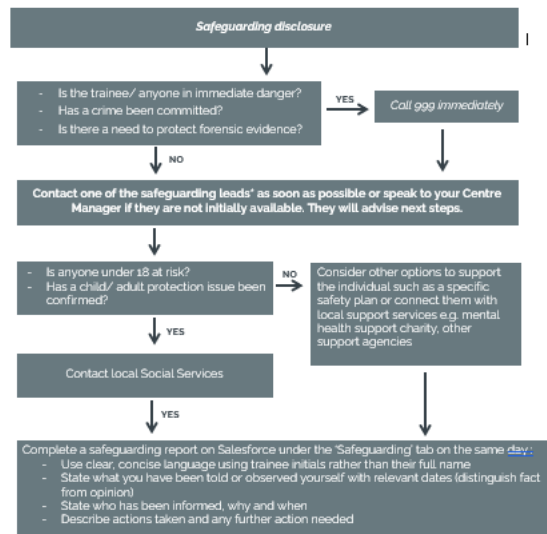 Safeguarding disclosure
- Is the trainee/ anyone in immediate danger?
- Has a crime been committed?
- Is there a need to protect forensic evidence?
YES
Call 999 immediately
NO
Contact one of the safeguarding leads* as soon as possible or speak to your Centre
Manager if they are not initially available. They will advise next steps.
- Is anyone under 18 at risk?
- Has a child/ adult protection issue been
confirmed?
NO
Consider other options to support
the individual such as a specific
safety plan or connect them with
local support services e.g. mental
health support charity, other
support agencies
YES
Contact local Social Services
YES
Complete a safeguarding report on Salesforce under the 'Safeguarding' tab on the same day:
- Use clear, concise language using trainee initials rather than their full name
- State what you have been told or observed yourself with relevant dates (distinguish fact
from opinion)
- State who has been informed, why and when
- Describe actions taken and any further action needed